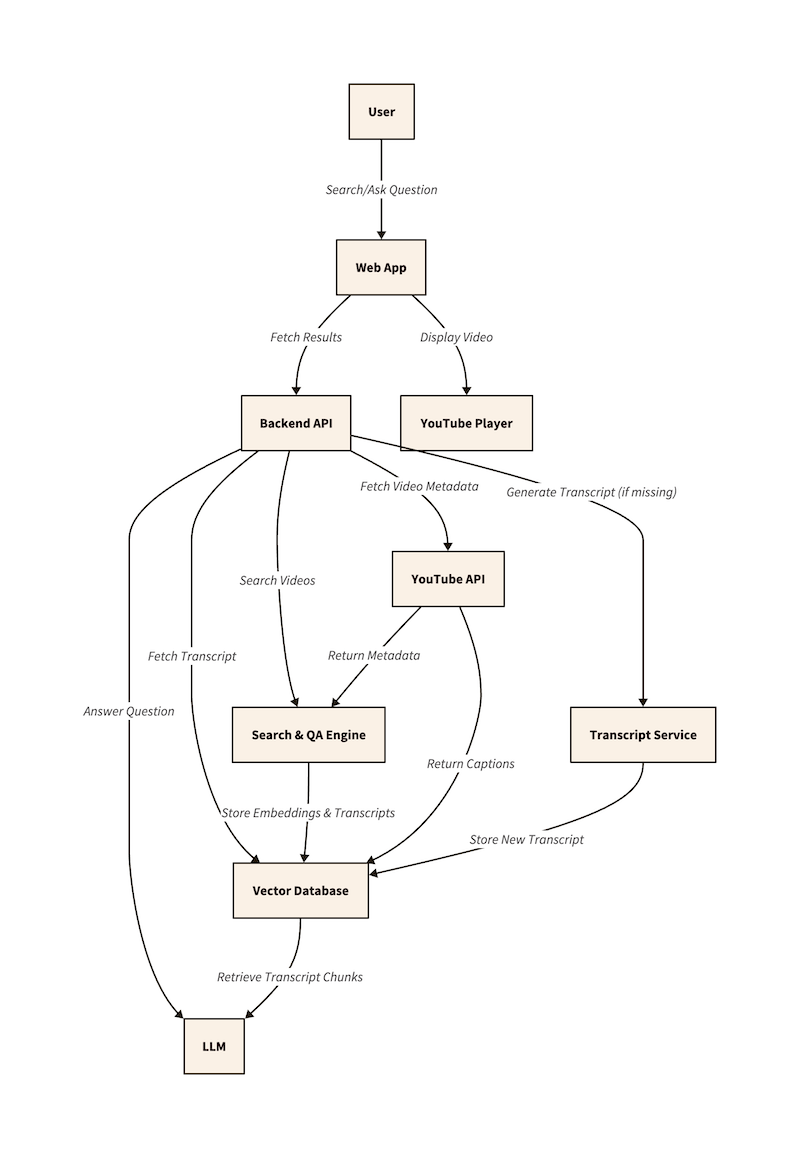 User
Search/Ask Question
Web App
Fetch Results
Display Video
Backend API
YouTube Player
Fetch Video Metadata
Generate Transcript (if missing)
YouTube API
Search Videos
Fetch Transcript
Return Metadata
Answer Question
Search & QA Engine
Transcript Service
Return Captions
Store Embeddings & Transcripts
Store New Transcript
Vector Database
Retrieve Transcript Chunks
LLM